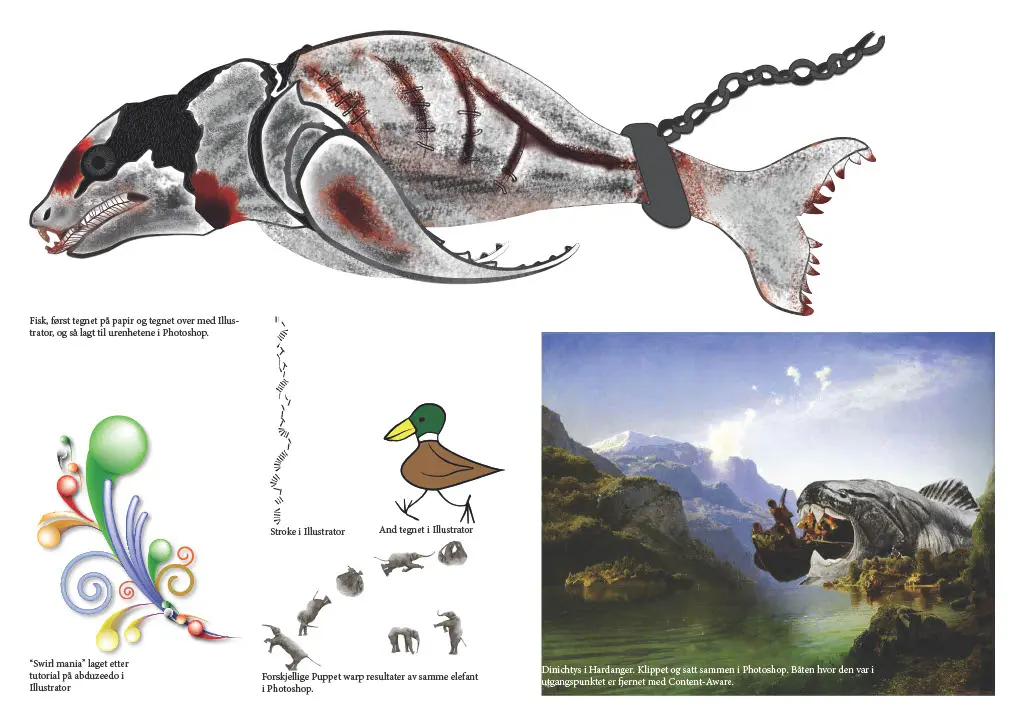 Fisk, først tegnet på papir og tegnet over med Illus-
trator, og så lagt til urenhetene i Photoshop.
Stroke i Illustrator
And tegnet i Illustrator
"Swirl mania" laget etter
tutorial på abduzeedo i
Illustrator
Forskjellige Puppet warp resultater av samme elefant
i Photoshop.
Dinichtys i Hardanger. Klippet og satt sammen i Photoshop. Båten hvor den var i
utgangspunktet er fjernet med Content-Aware.